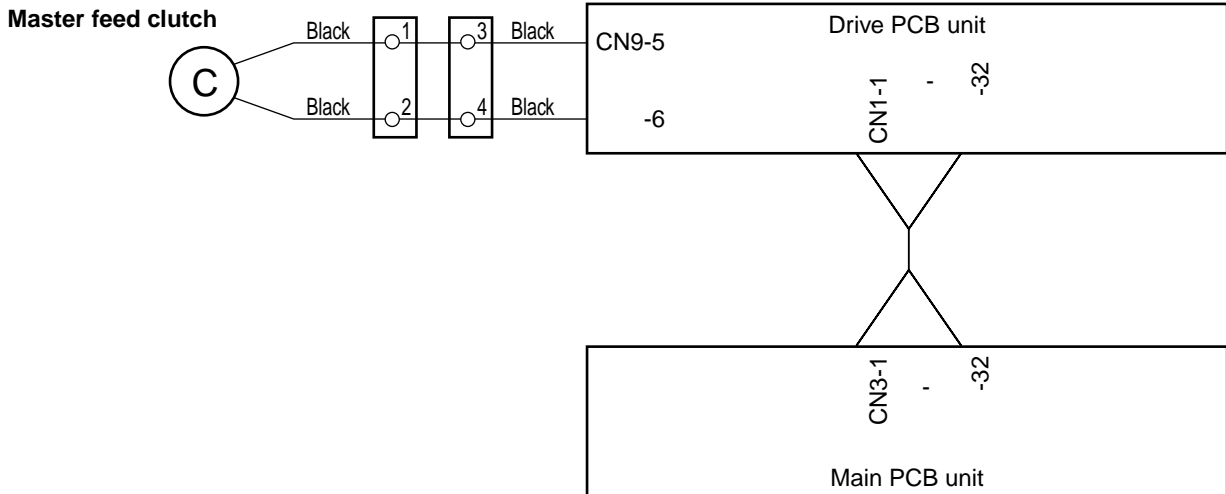 Master feed clutch
C
Black 1 3 Black CN9-5
Black 2 4 Black -6
Drive PCB unit
CN1-1 - -32
CN3-1 - -32
Main PCB unit